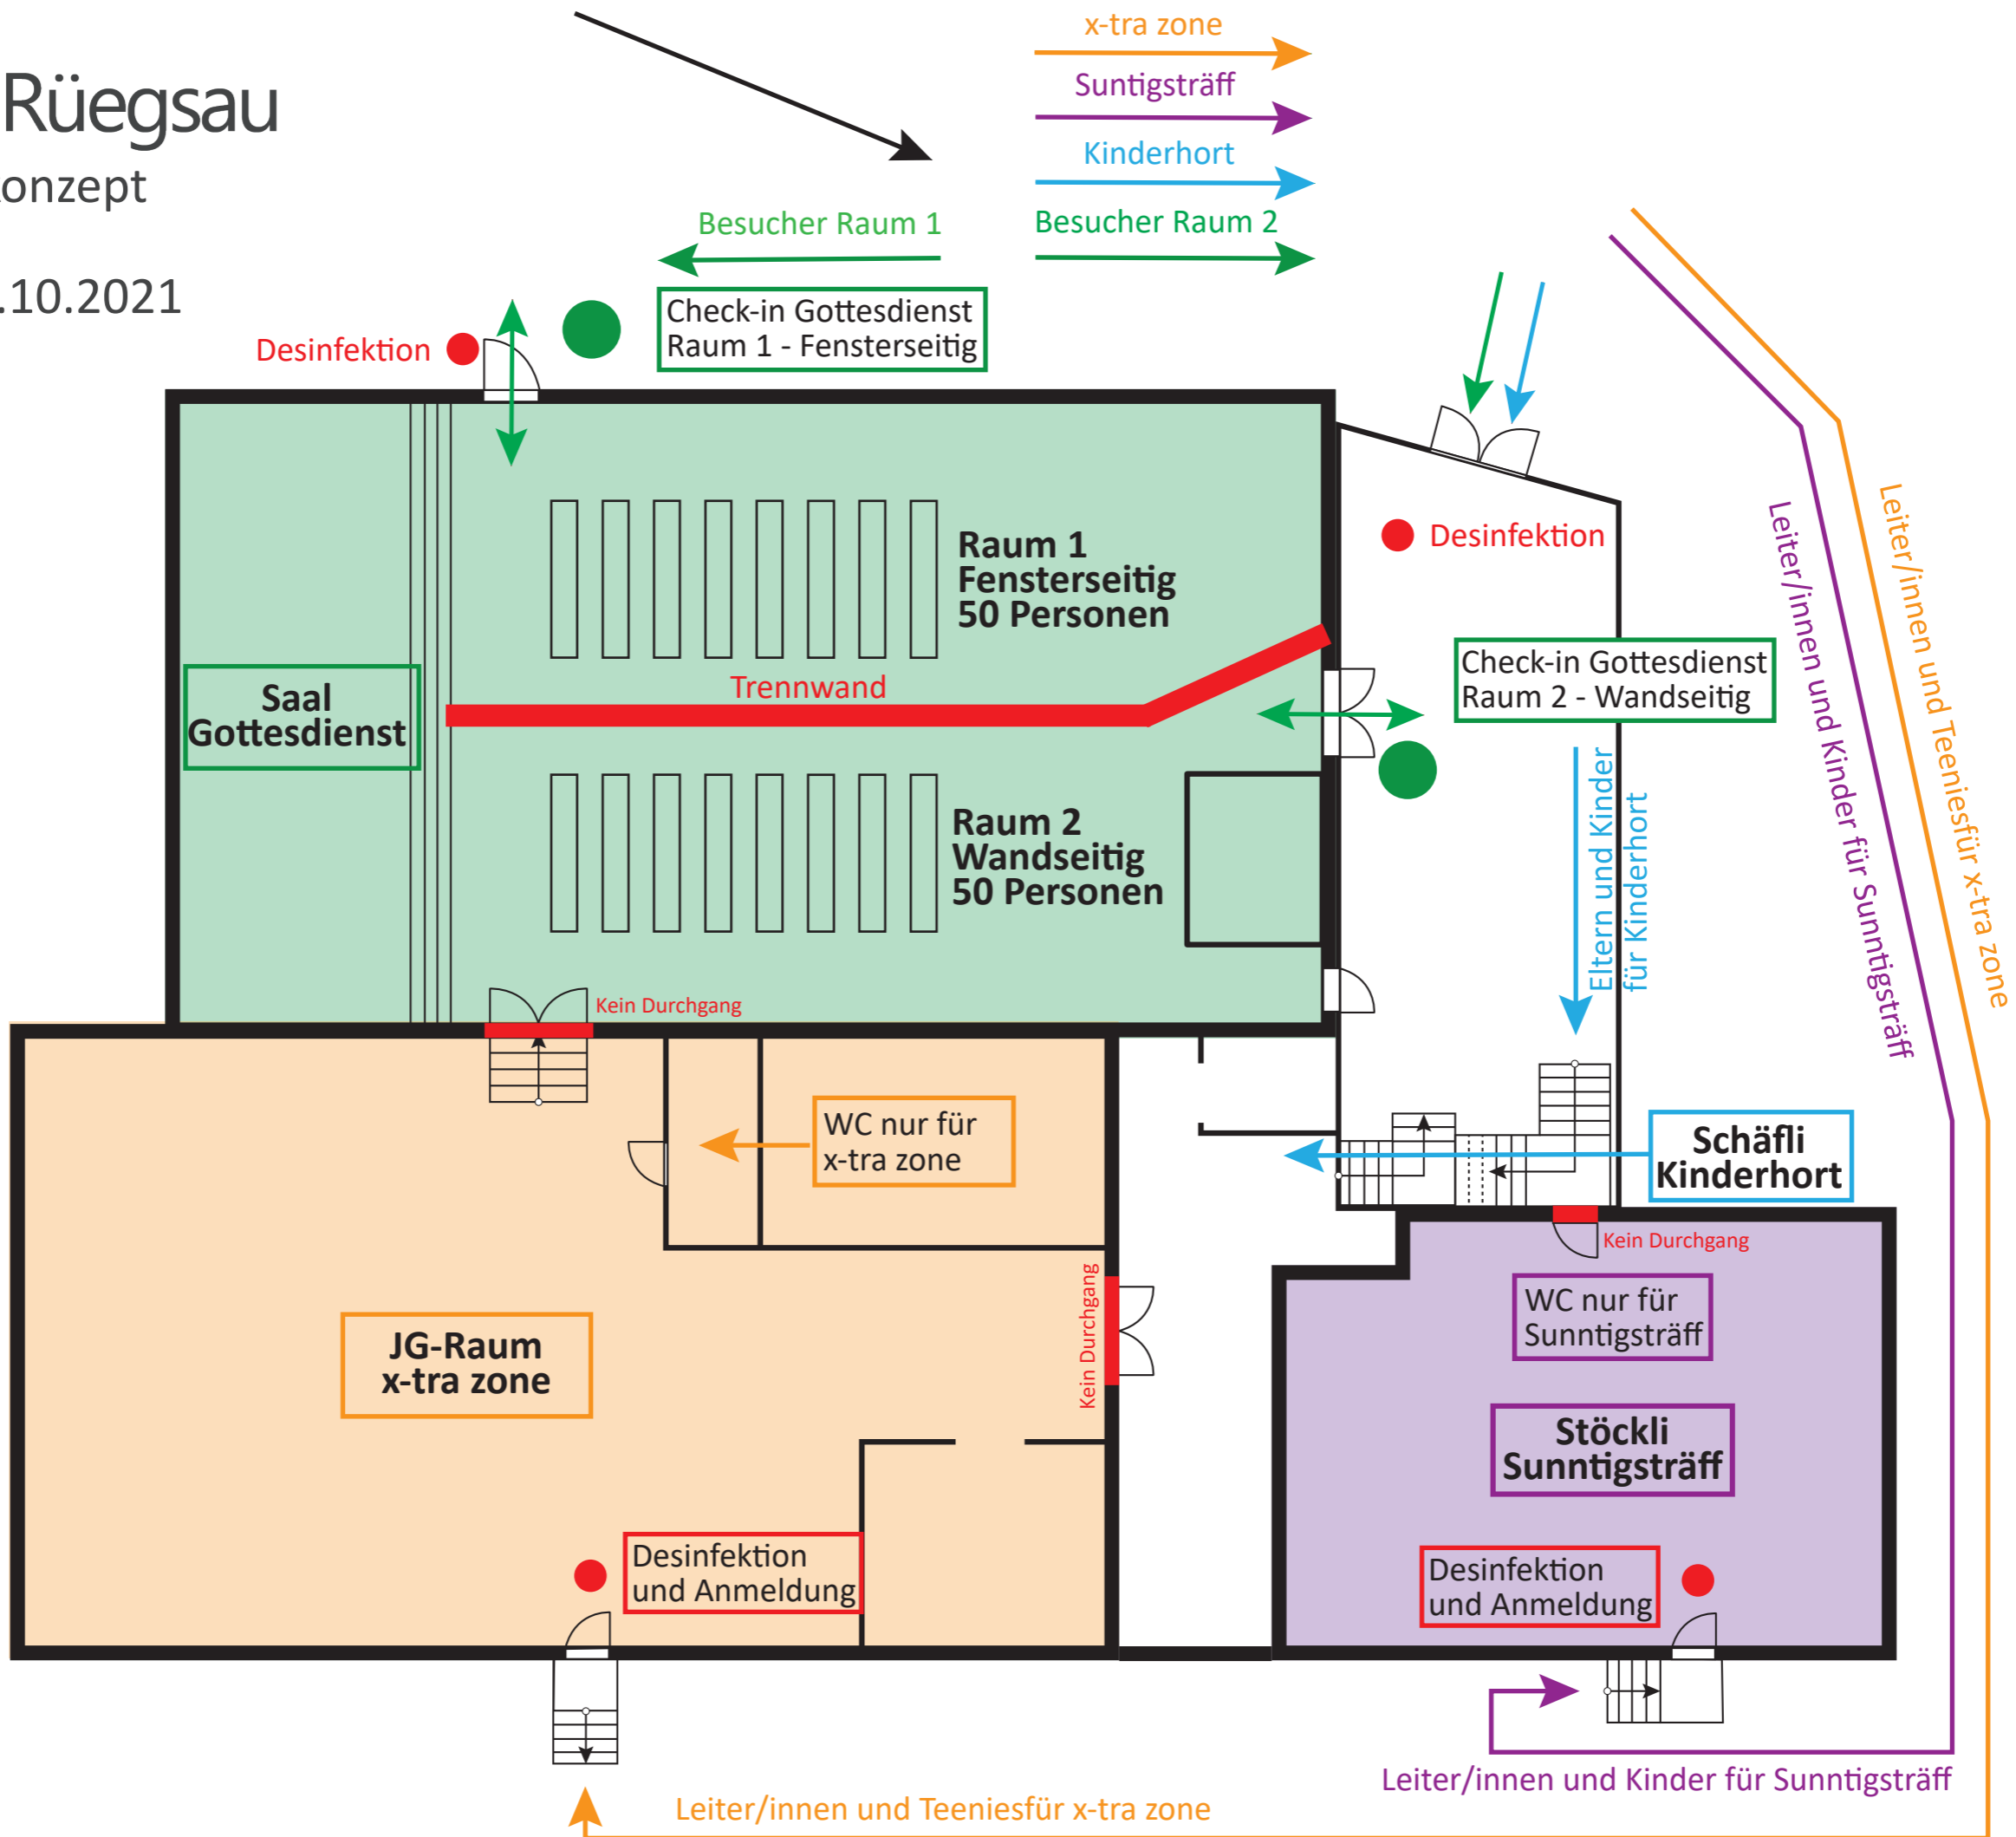 Rüegsau
onzept
.10.2021
x-tra zone
Suntigsträff
Kinderhort
Besucher Raum 1
Besucher Raum 2
Desinfektion
Check-in Gottesdienst
Raum 1 - Fensterseitig
Raum 1
Fensterseitig
50 Personen
Desinfektion
Trennwand
Saal
Gottesdienst
Check-in Gottesdienst
Raum 2 - Wandseitig
Raum 2
Wandseitig
50 Personen
Eltern und Kinder
für Kinderhort
Leiter/innen und Kinder für Sunntigsträff
Leiter/innen und Teeniesfür x-tra zone
Kein Durchgang
WC nur für
x-tra zone
Schäfli
Kinderhort
Kein Durchgang
Kein Durchgang
WC nur für
Sunntigsträff
JG-Raum
x-tra zone
Stöckli
Sunntigsträff
Desinfektion
und Anmeldung
Desinfektion
und Anmeldung
Leiter/innen und Kinder für Sunntigsträff
Leiter/innen und Teeniesfür x-tra zone